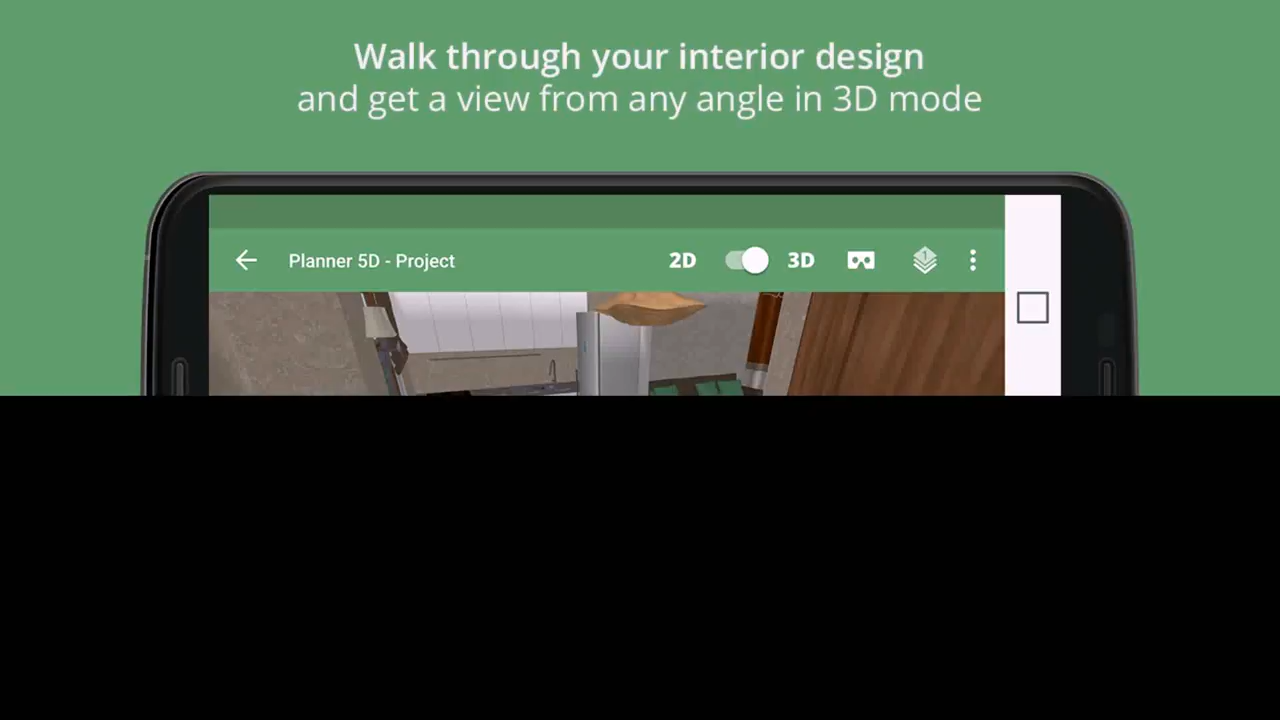 Walk through your interior design
and get a view from any angle in 3D mode
Planner 5D - Project
2D
3D
1